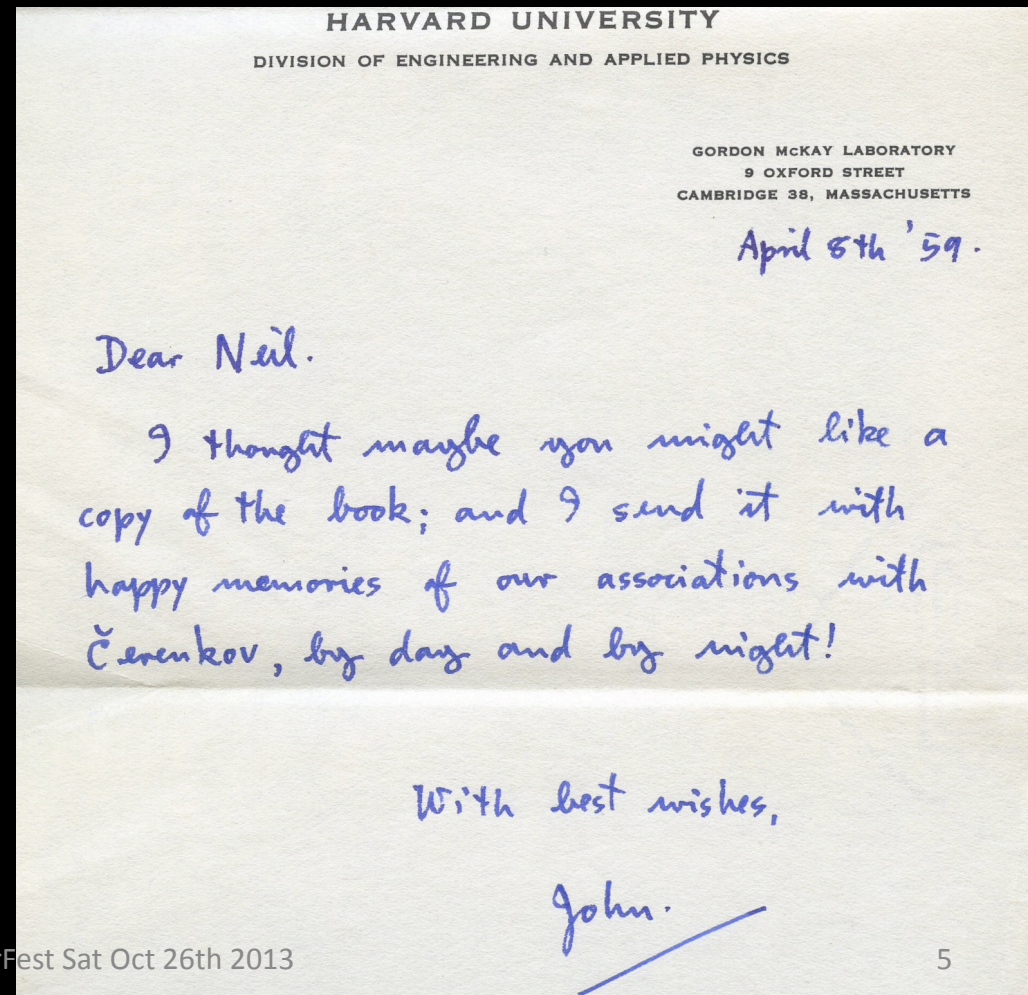 HARVARD UNIVERSITY
DIVISION OF ENGINEERING AND APPLIED PHYSICS
GORDON McKAY LABORATORY
9 OXFORD STREET
CAMBRIDGE 38, MASSACHUSETTS
April 8th '59.
Dear Neil.
I thought maybe you might like a
copy of the book; and I send it with
happy memories of our associations with
Čerenkov, by day and by night!
With best wishes,
John.
Fest Sat Oct 26th 2013 5